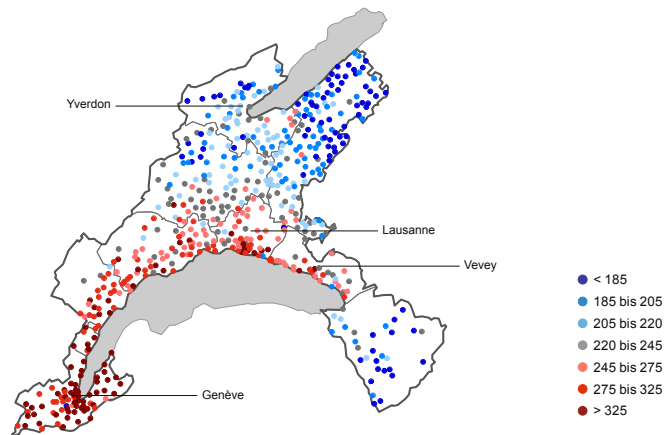 Yverdon
Lausanne
Vevey
Genève
< 185
185 bis 205
205 bis 220
220 bis 245
245 bis 275
275 bis 325
> 325